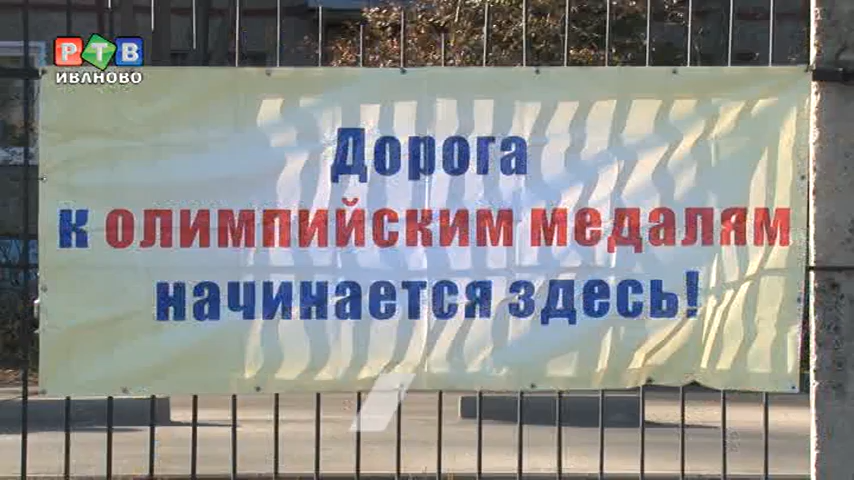 РТВ
ИВАНОВО
Дорога
к олимпийским медалям
начинается здесь!